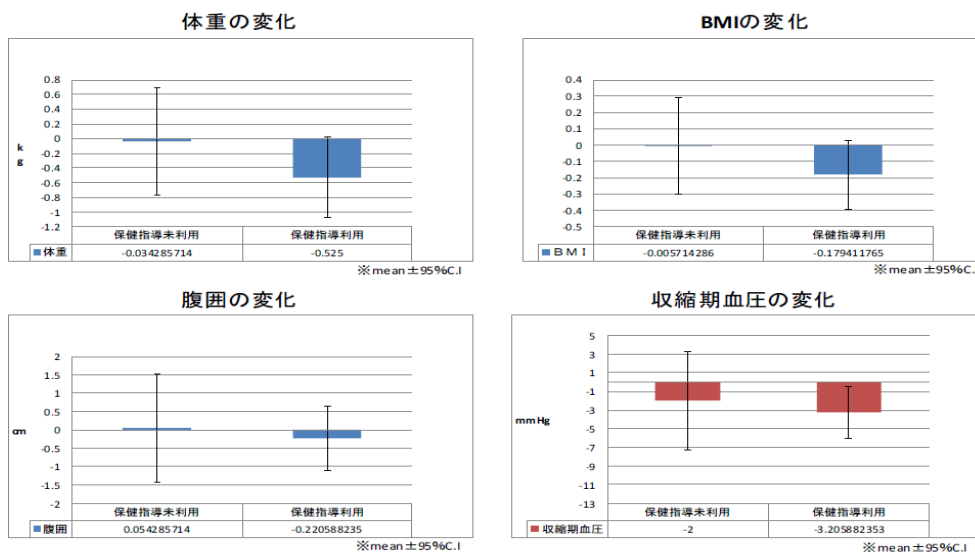 体重の変化
0.8
0.6
0.4
0.2
0
-0.2
-0.4
-0.6
-0.8
-1
-1.2
kg
保健指導未利用 保健指導利用
体重 -0.034285714 -0.525
※mean±95%C.I
BMIの変化
0.4
0.3
0.2
0.1
0
-0.1
-0.2
-0.3
-0.4
-0.5
保健指導未利用 保健指導利用
BMI -0.005714286 -0.179411765
※mean±95%C.
腹囲の変化
2
1.5
1
0.5
0
-0.5
-1
-1.5
-2
cm
保健指導未利用 保健指導利用
腹囲 0.054285714 -0.220588235
※mean±95%C.I
収縮期血圧の変化
5
3
1
-1
-3
-5
-7
-9
-11
-13
mmHg
保健指導未利用 保健指導利用
収縮期血圧 -2 -3.205882353
※mean±95%C.I